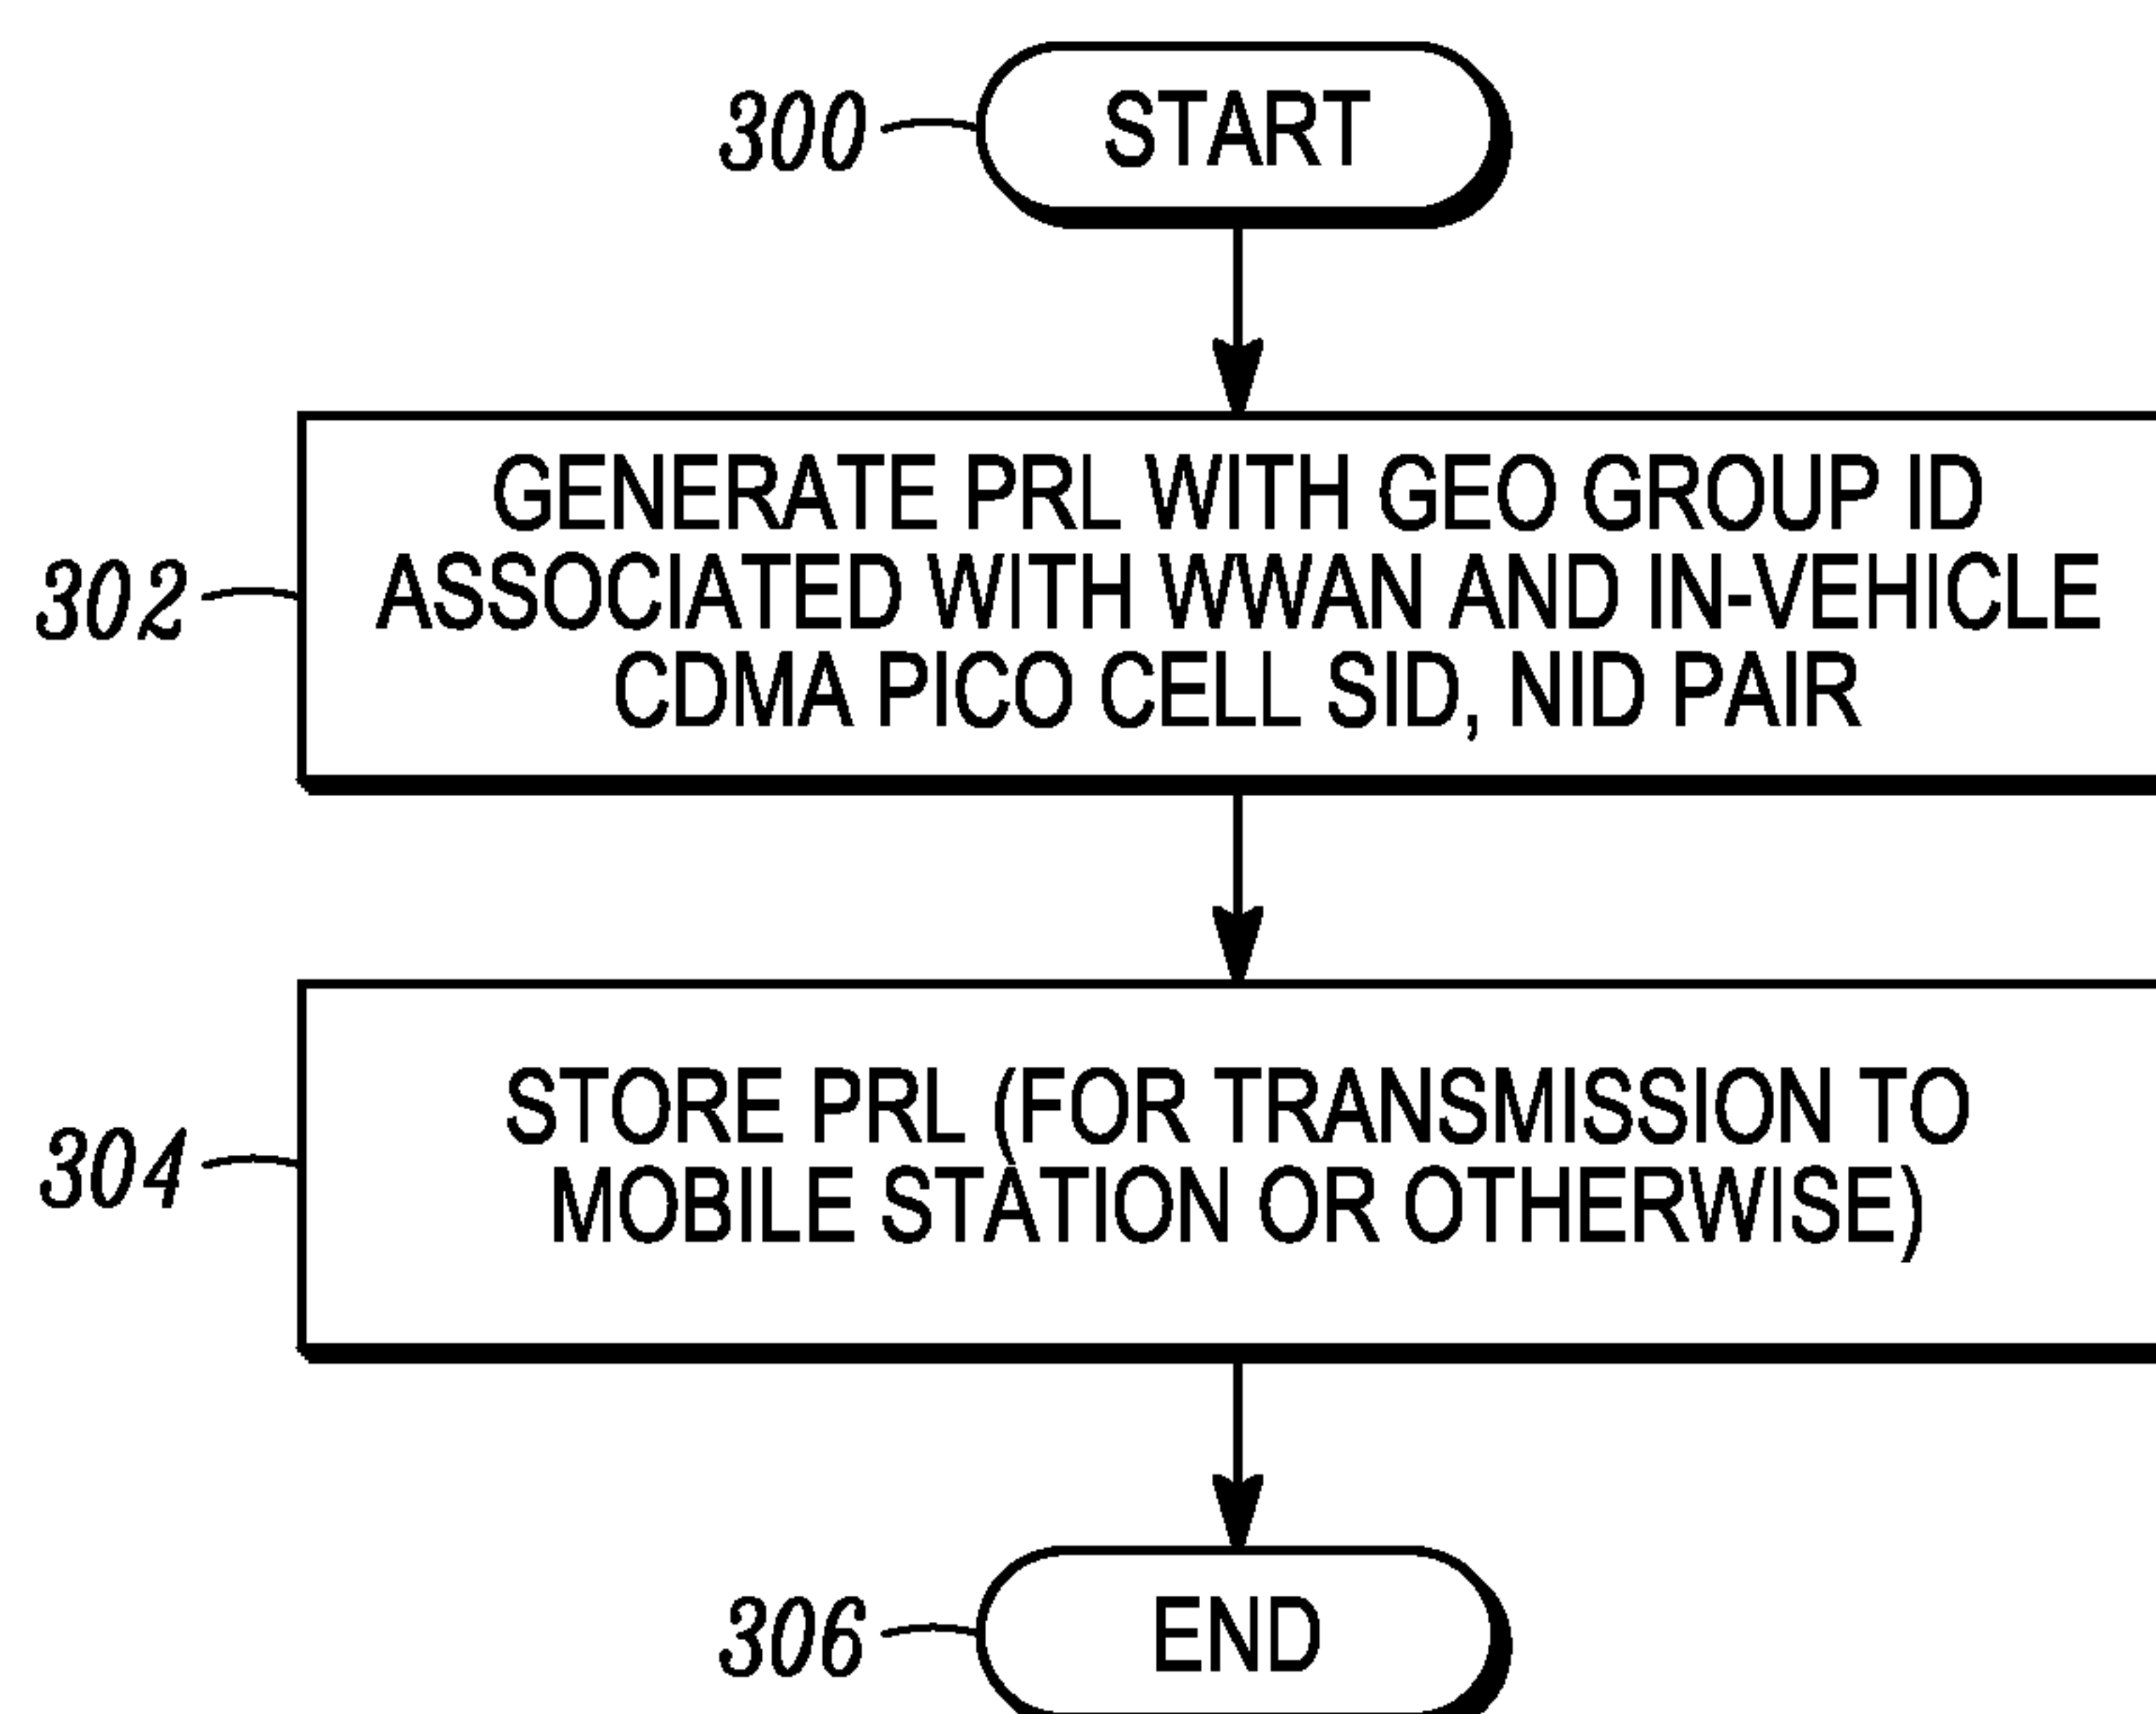 300
START
302
GENERATE PRL WITH GEO GROUP ID
ASSOCIATED WITH WWAN AND IN-VEHICLE
CDMA PICO CELL SID, NID PAIR
304
STORE PRL (FOR TRANSMISSION TO
MOBILE STATION OR OTHERWISE)
306
END